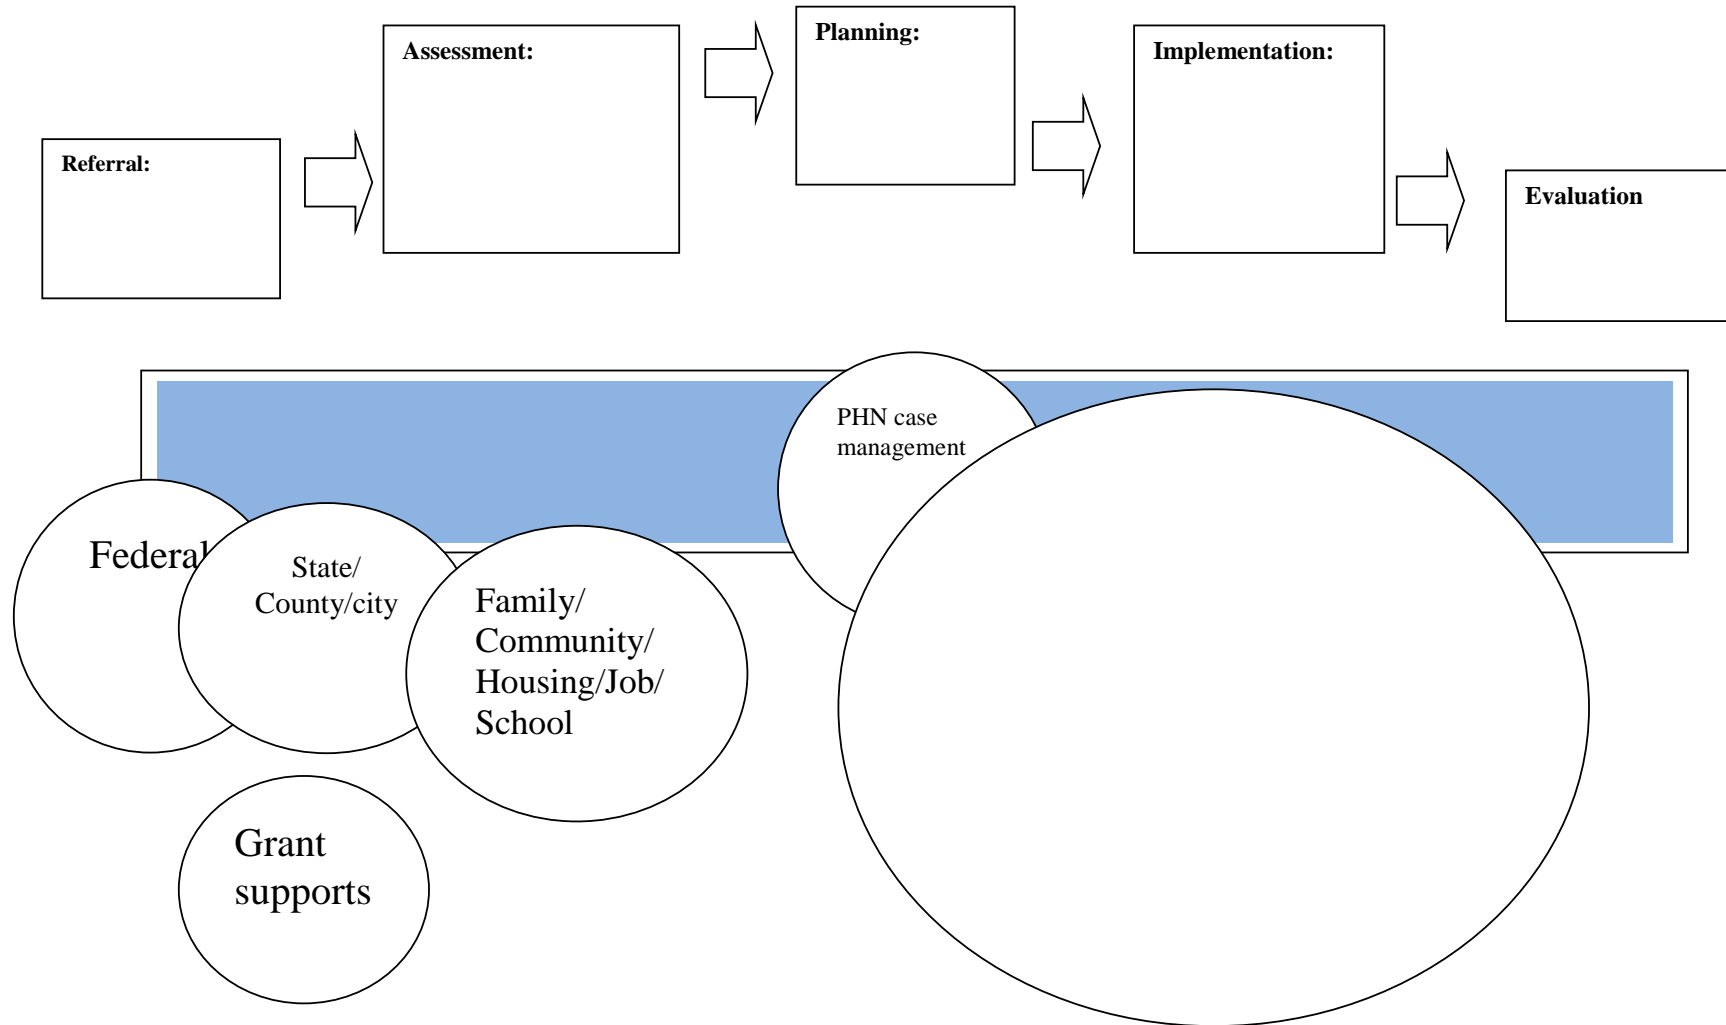 Referral:
Assessment:
Planning:
Implementation:
Evaluation
PHN case
management
Federal
State/
County/city
Family/
Community/
Housing/Job/
School
Grant
supports